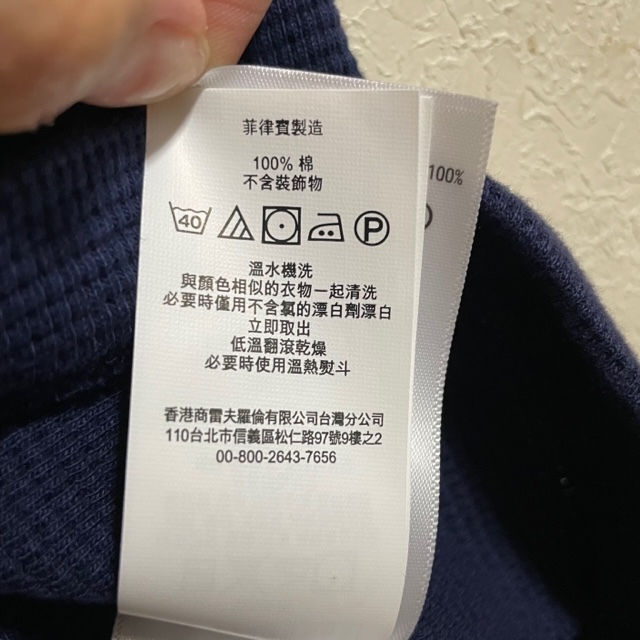 菲律賓製造
100% 棉
不含裝飾物
100%
40
P
溫水機洗
與顏色相似的衣物一起清洗
必要時僅用不含氯的漂白劑漂白
立即取出
低溫翻滾乾燥
必要時使用溫熱熨斗
香港商雷夫羅倫有限公司台灣分公司
110台北市信義區松仁路97號9樓之2
00-800-2643-7656